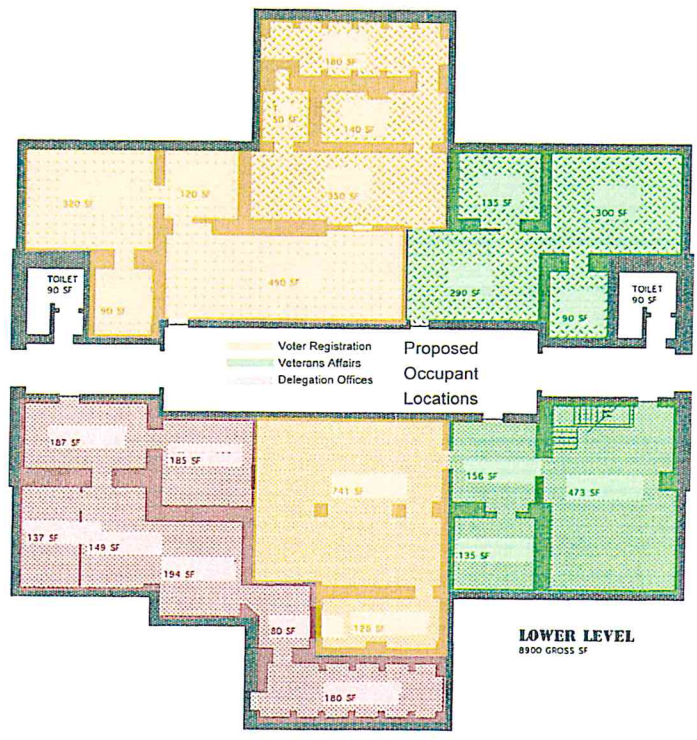 180 SF
50 SF
140 SF
320 SF
120 SF
350 SF
135 SF
300 SF
TOILET
90 SF
90 SF
490 SF
290 SF
90 SF
TOILET
90 SF
Voter Registration
Veterans Affairs
Delegation Offices
Proposed
Occupant
Locations
187 SF
185 SF
741 SF
156 SF
473 SF
137 SF
149 SF
194 SF
135 SF
80 SF
125 SF
180 SF
LOWER LEVEL
8900 GROSS SF